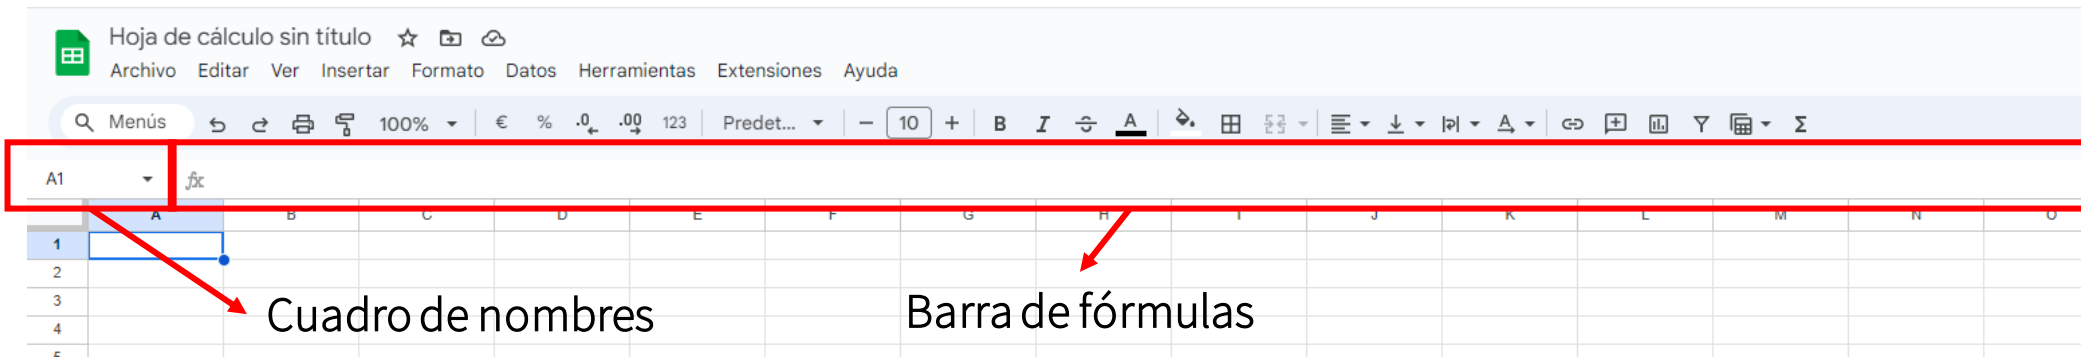 Hoja de cálculo sin título
Archivo Editar Ver Insertar Formato Datos Herramientas Extensiones Ayuda
Menús 100% € % .0 .00 123 Predet... − 10 + B I S A Σ
A1 fx
A B C D E F G H I J K L M N O
1
2
3
4
5
Cuadro de nombres
Barra de fórmulas